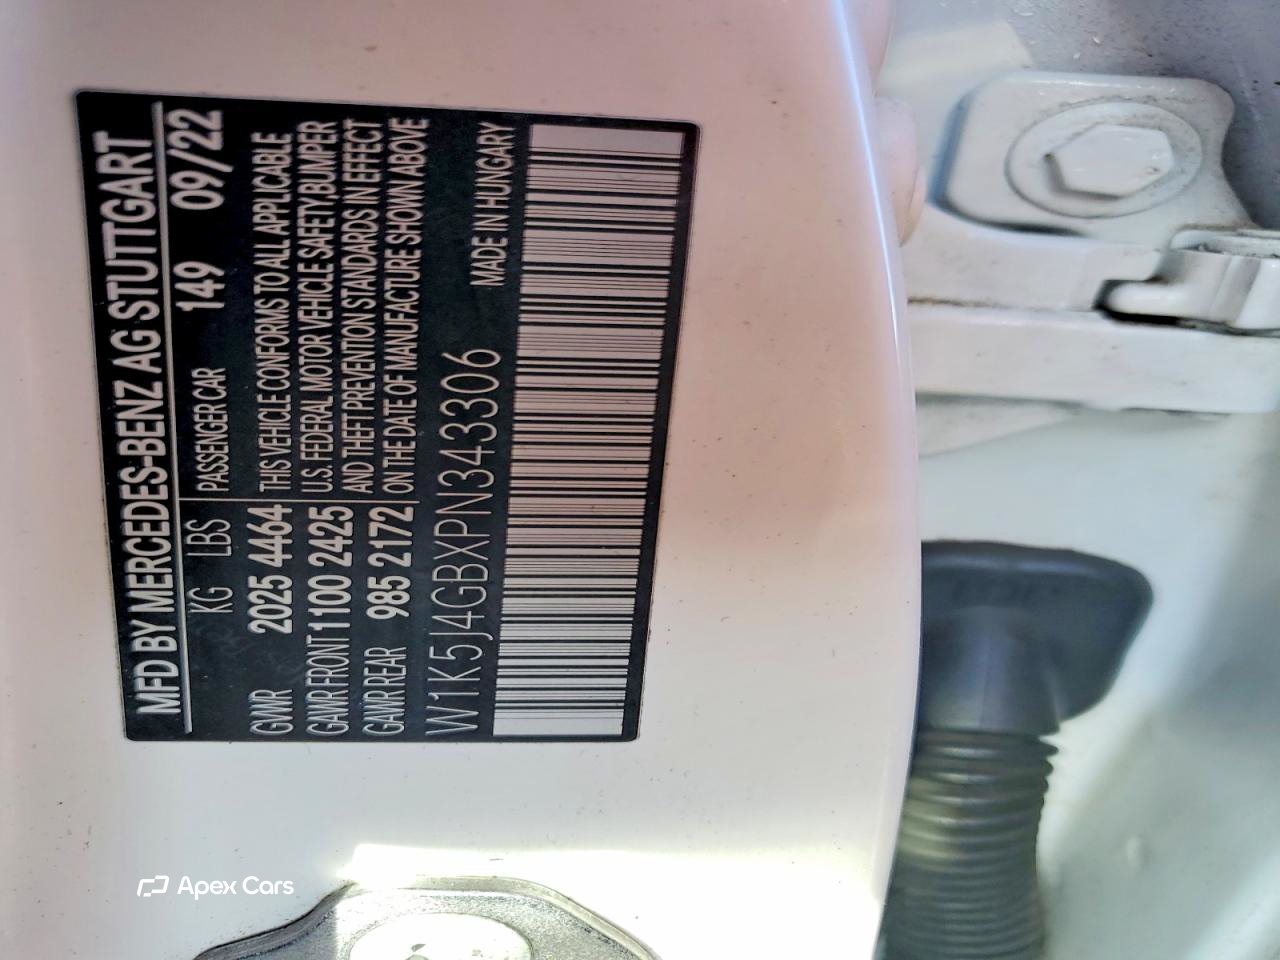 MFD BY MERCEDES-BENZ AG STUTTGART
KG LBS PASSENGER CAR 149 09/22
GVWR 2025 4464 THIS VEHICLE CONFORMS TO ALL APPLICABLE
U.S. FEDERAL MOTOR VEHICLE SAFETY,BUMPER
GAWR FRONT 1100 2425 AND THEFT PREVENTION STANDARDS IN EFFECT
GAWR REAR 985 2172 ON THE DATE OF MANUFACTURE SHOWN ABOVE
W1K5J4GBXPN343306 MADE IN HUNGARY
Apex Cars